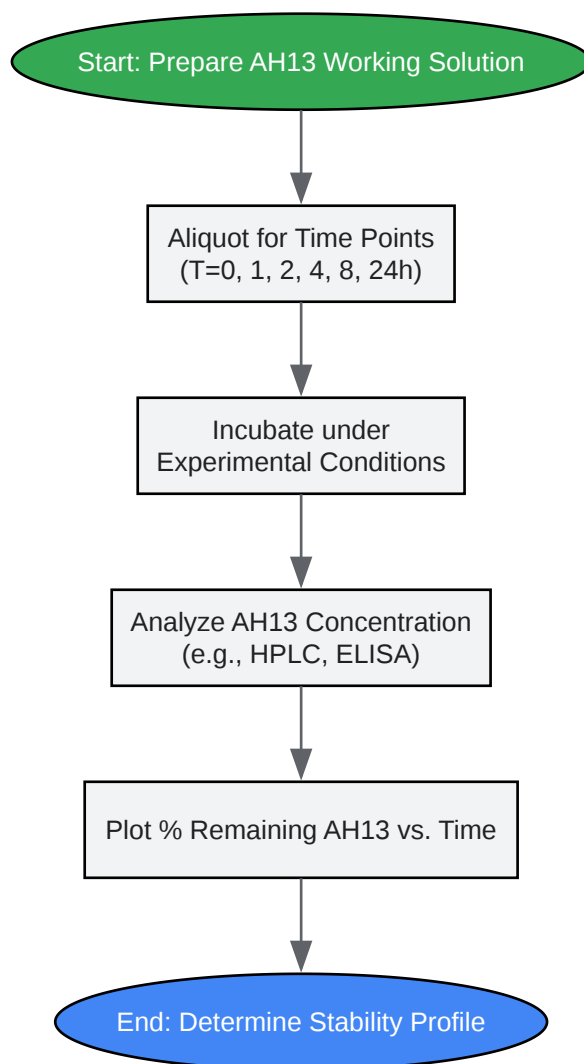 Start: Prepare AH13 Working Solution
Aliquot for Time Points
(T=0, 1, 2, 4, 8, 24h)
Incubate under
Experimental Conditions
Analyze AH13 Concentration
(e.g., HPLC, ELISA)
Plot % Remaining AH13 vs. Time
End: Determine Stability Profile